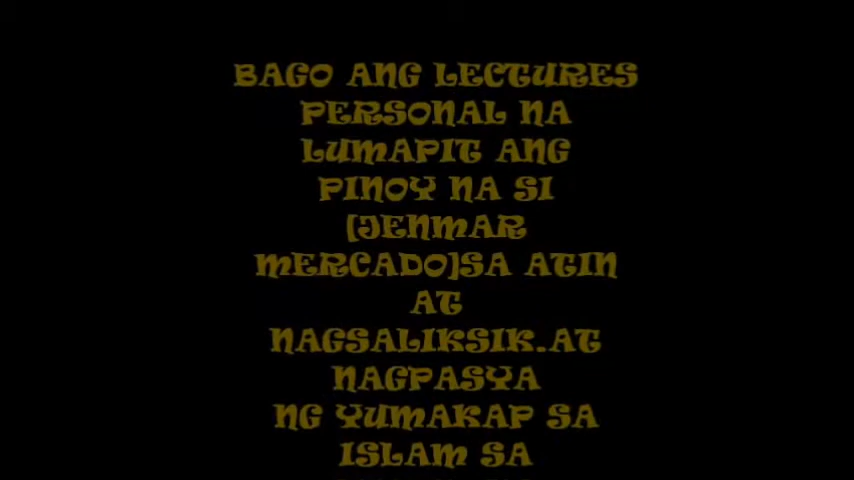 BAGO ANG LECTURES
PERSONAL NA
LUMAPIT ANG
PINOY NA SI
[JENMAR
MERCADO]SA ATIN
AT
NAGSALIKSIK.AT
NAGPASYA
NG YUMAKAP SA
ISLAM SA